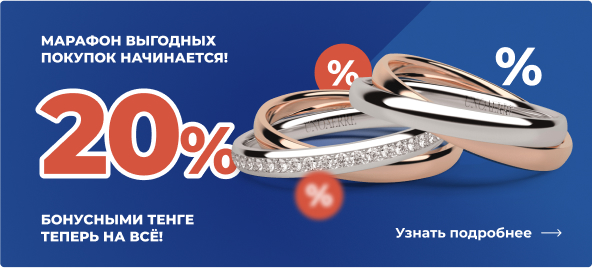 МАРАФОН ВЫГОДНЫХ
ПОКУПОК НАЧИНАЕТСЯ!
%
%
20%
%
БОНУСНЫМИ ТЕНГЕ
ТЕПЕРЬ НА ВСЁ!
Узнать подробнее